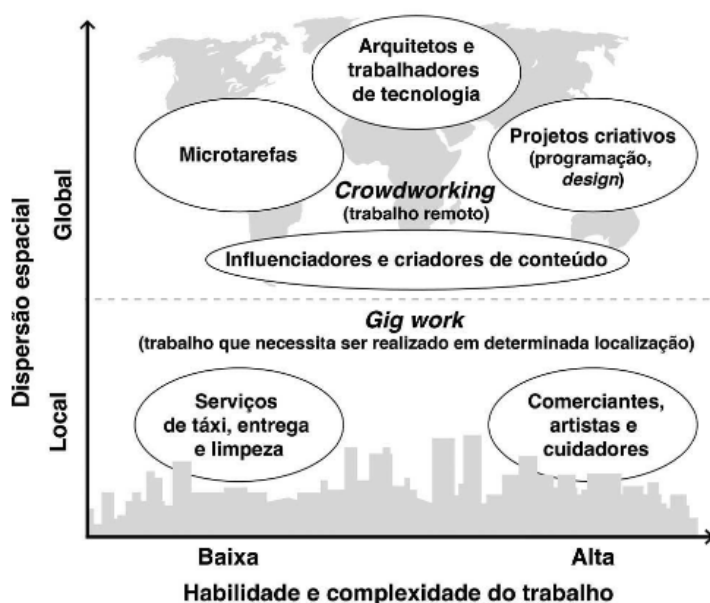 Arquitetos e
trabalhadores
de tecnologia
Microtarefas
Projetos criativos
(programação,
design)
Crowdworking
(trabalho remoto)
Influenciadores e criadores de conteúdo
Gig work
(trabalho que necessita ser realizado em determinada localização)
Serviços
de táxi, entrega
e limpeza
Comerciantes,
artistas e
cuidadores
Dispersão espacial
Global
Local
Baixa
Alta
Habilidade e complexidade do trabalho